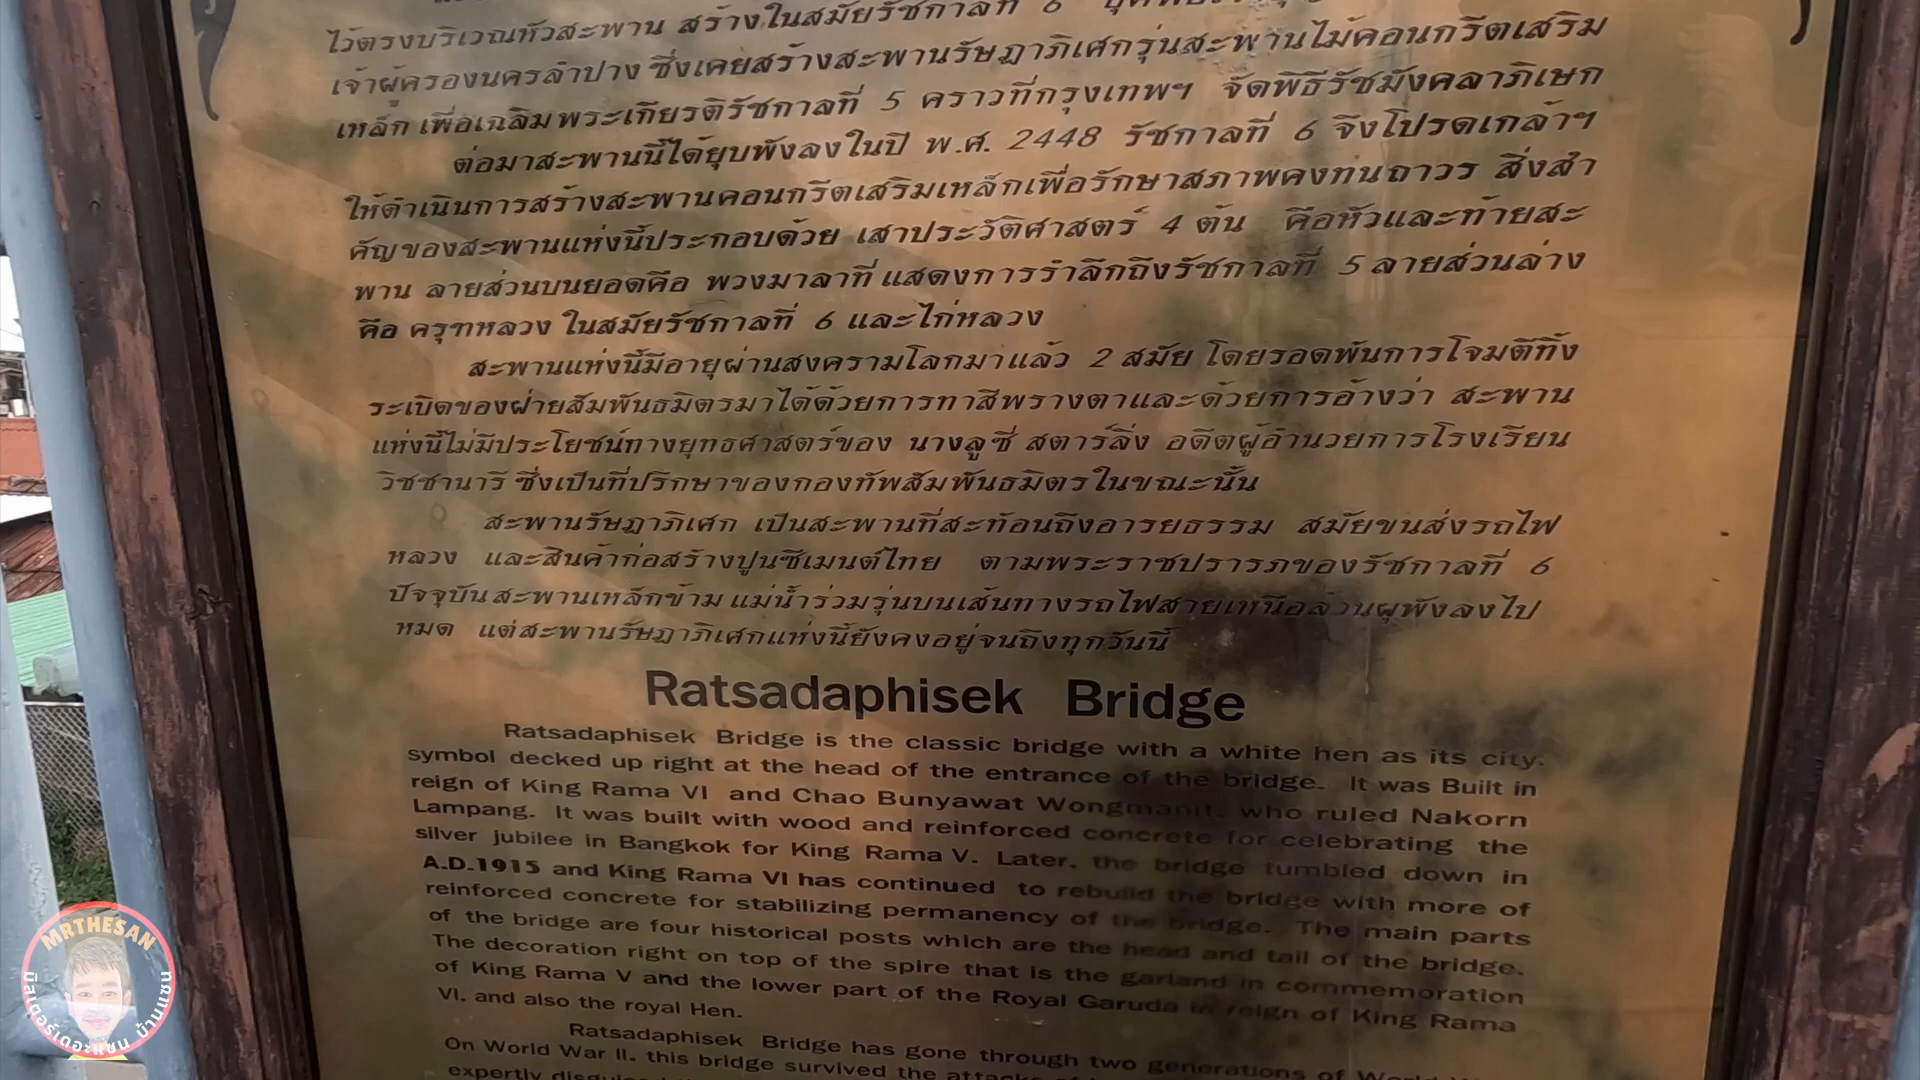 ไว้ตรงบริเวณหัวสะพาน สร้างในสมัยรัชกาลที่ 6
เจ้าผู้ครองนครลำปาง ซึ่งเคยสร้างสะพานรัษฎาภิเศกรุ่นสะพานไม้คอนกรีตเสริม
เหล็ก เพื่อเฉลิมพระเกียรติรัชกาลที่ 5 คราวที่กรุงเทพฯ จัดพิธีรัชมังคลาภิเษก
ต่อมาสะพานนี้ได้ยุบพังลงในปี พ.ศ. 2448 รัชกาลที่ 6 จึงโปรดเกล้าฯ
ให้ดำเนินการสร้างสะพานคอนกรีตเสริมเหล็กเพื่อรักษาสภาพคงทนถาวร สิ่งสำ
คัญของสะพานแห่งนี้ประกอบด้วย เสาประวัติศาสตร์ 4 ต้น คือหัวและท้ายสะ
พาน ลายส่วนบนยอดคือ พวงมาลาที่ แสดงการรำลึกถึงรัชกาลที่ 5 ลายส่วนล่าง
คือ ครุฑหลวง ในสมัยรัชกาลที่ 6 และไก่หลวง
สะพานแห่งนี้มีอายุผ่านสงครามโลกมาแล้ว 2 สมัย โดยรอดพ้นการโจมตีทิ้ง
ระเบิดของฝ่ายสัมพันธมิตรมาได้ด้วยการทาสีพรางตาและด้วยการอ้างว่า สะพาน
แห่งนี้ไม่มีประโยชน์ทางยุทธศาสตร์ของ นางลูซี่ สตาร์ลิ่ง อดีตผู้อำนวยการโรงเรียน
วิชชานารี ซึ่งเป็นที่ปรึกษาของกองทัพสัมพันธมิตรในขณะนั้น
สะพานรัษฎาภิเศก เป็นสะพานที่สะท้อนถึงอารยธรรม สมัยขนส่งรถไฟ
หลวง และสินค้าก่อสร้างปูนซีเมนต์ไทย ตามพระราชปรารภของรัชกาลที่ 6
ปัจจุบันสะพานเหล็กข้ามแม่น้ำร่วมรุ่นบนเส้นทางรถไฟสายเหนือล้วนผุพังลงไป
หมด แต่สะพานรัษฎาภิเศกแห่งนี้ยังคงอยู่จนถึงทุกวันนี้
Ratsadaphisek Bridge
Ratsadaphisek Bridge is the classic bridge with a white hen as its city.
symbol decked up right at the head of the entrance of the bridge. It was Built in
reign of King Rama VI and Chao Bunyawat Wongmanit, who ruled Nakorn
Lampang. It was built with wood and reinforced concrete for celebrating the
silver jubilee in Bangkok for King Rama V. Later, the bridge tumbled down in
A.D.1915 and King Rama VI has continued to rebuild the bridge with more of
reinforced concrete for stabilizing permanency of the bridge. The main parts
of the bridge are four historical posts which are the head and tail of the bridge.
The decoration right on top of the spire that is the garland in commemoration
of King Rama V and the lower part of the Royal Garuda in reign of King Rama
VI, and also the royal Hen.
Ratsadaphisek Bridge has gone through two generations of World
On World War II, this bridge survived the attacks
expertly
MRTHESAN
มิสเตอร์เดอะแซน ทำแทนซัน